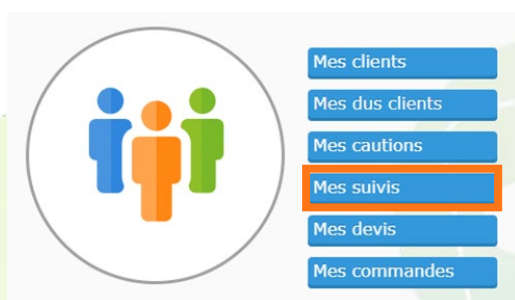 Mes clients
Mes dus clients
Mes cautions
Mes suivis
Mes devis
Mes commandes